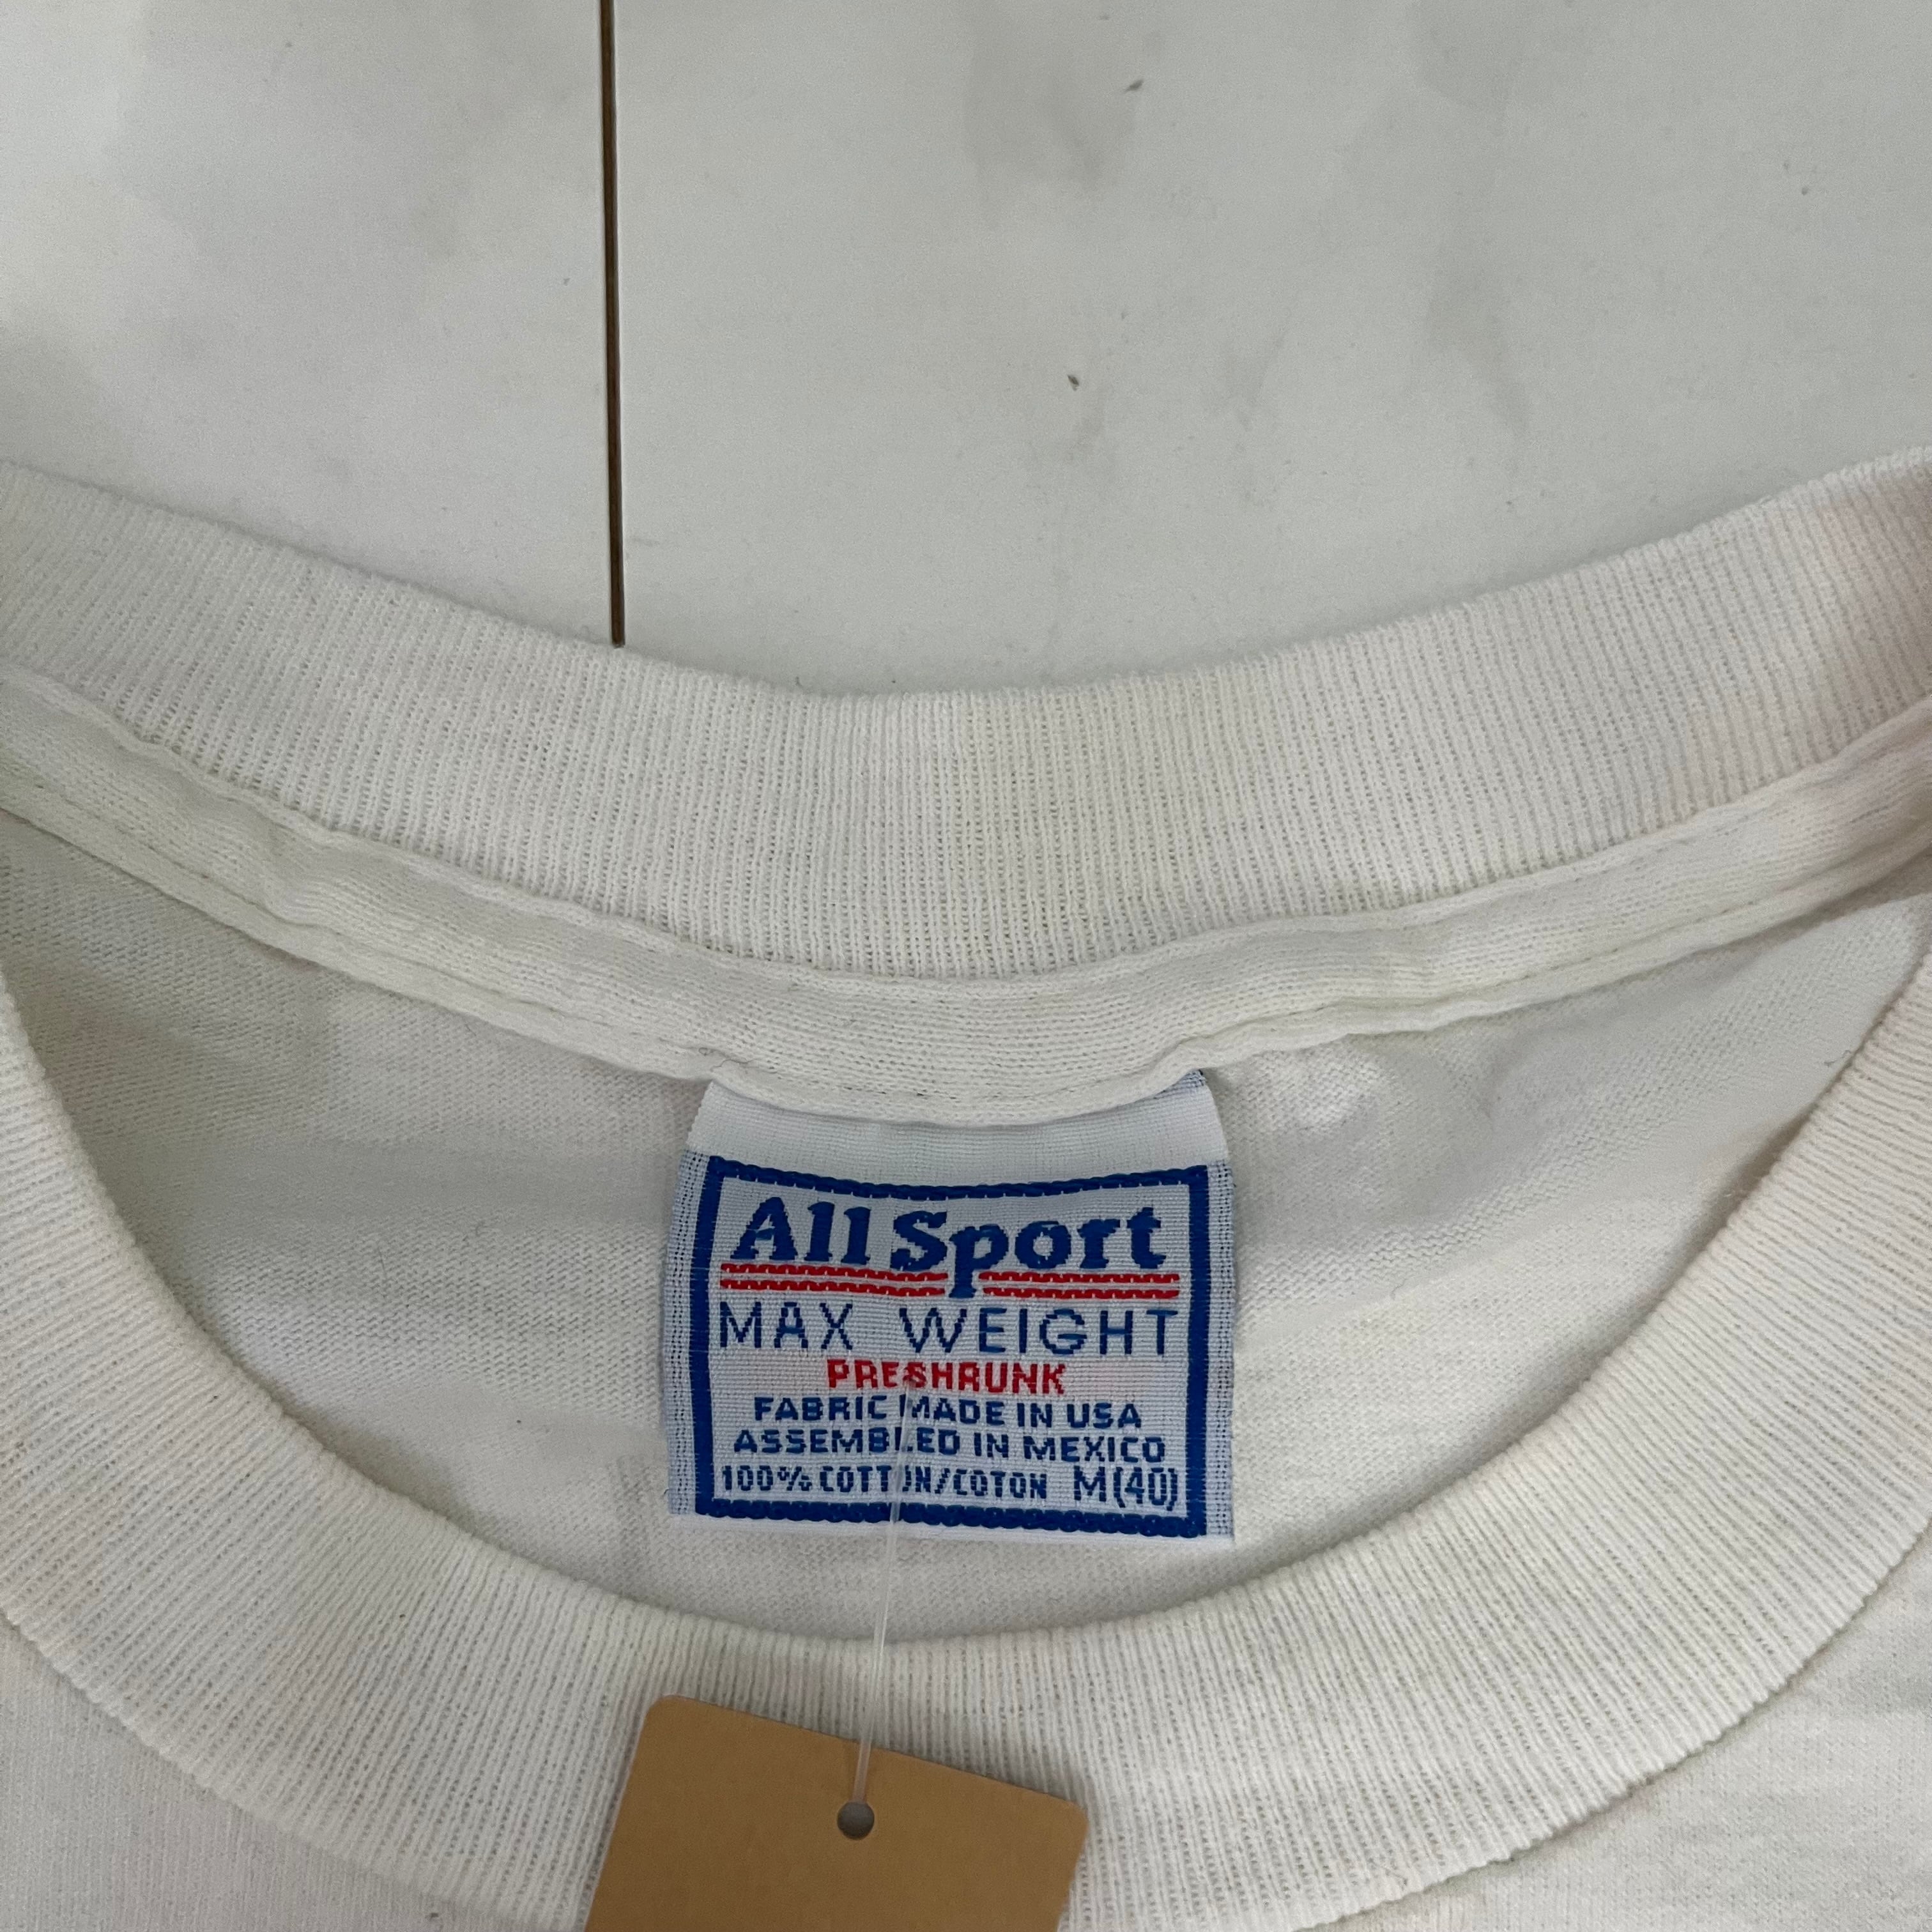 All Sport
MAX WEIGHT
PRESHRUNK
FABRIC MADE IN USA
ASSEMBLED IN MEXICO
100% COTTON/COTON M(40)